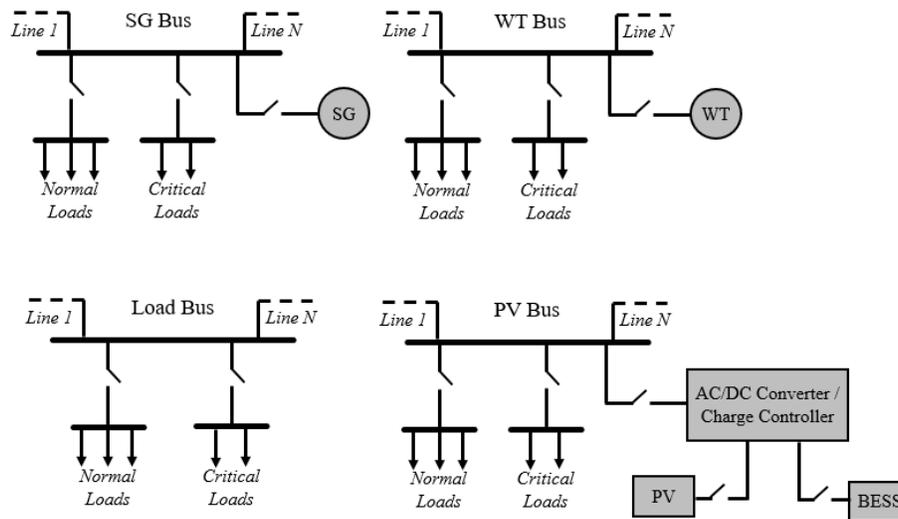 SG Bus
Line 1
Line N
SG
Normal
Loads
Critical
Loads
WT Bus
Line 1
Line N
WT
Normal
Loads
Critical
Loads
Load Bus
Line 1
Line N
Normal
Loads
Critical
Loads
PV Bus
Line 1
Line N
AC/DC Converter /
Charge Controller
Normal
Loads
Critical
Loads
PV
BESS